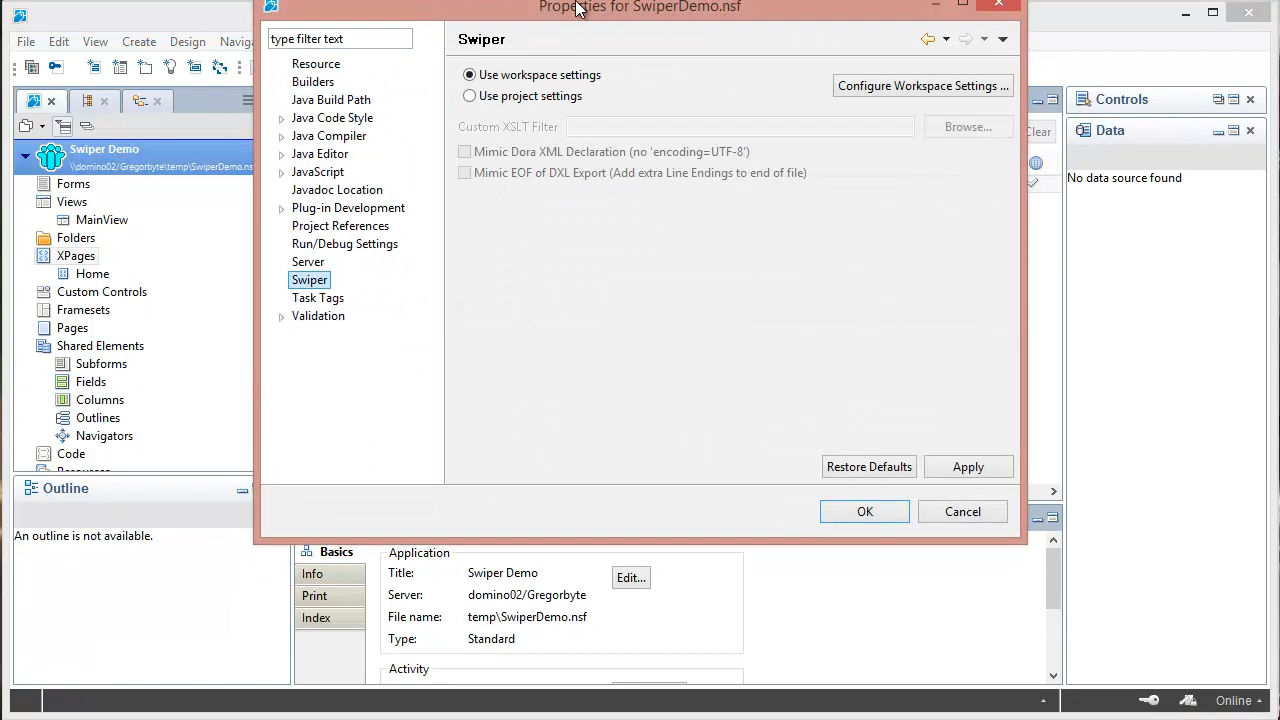 Properties for SwiperDemo.nsf
File Edit View Create Design Naviga
type filter text
Resource
Builders
Java Build Path
Java Code Style
Java Compiler
Java Editor
JavaScript
Javadoc Location
Plug-in Development
Project References
Run/Debug Settings
Server
Swiper
Task Tags
Validation
Swiper
Use workspace settings
Use project settings
Configure Workspace Settings ...
Custom XSLT Filter
Browse...
Mimic Dora XML Declaration (no 'encoding=UTF-8')
Mimic EOF of DXL Export (Add extra Line Endings to end of file)
Restore Defaults
Apply
OK
Cancel
Swiper Demo
\\domino02/Gregorbyte\temp\SwiperDemo.ns
Forms
Views
MainView
Folders
XPages
Home
Custom Controls
Framesets
Pages
Shared Elements
Subforms
Fields
Columns
Outlines
Navigators
Code
Outline
An outline is not available.
Basics
Info
Print
Index
Application
Title: Swiper Demo
Edit...
Server: domino02/Gregorbyte
File name: temp\SwiperDemo.nsf
Type: Standard
Activity
Clear
Controls
Data
No data source found
Online